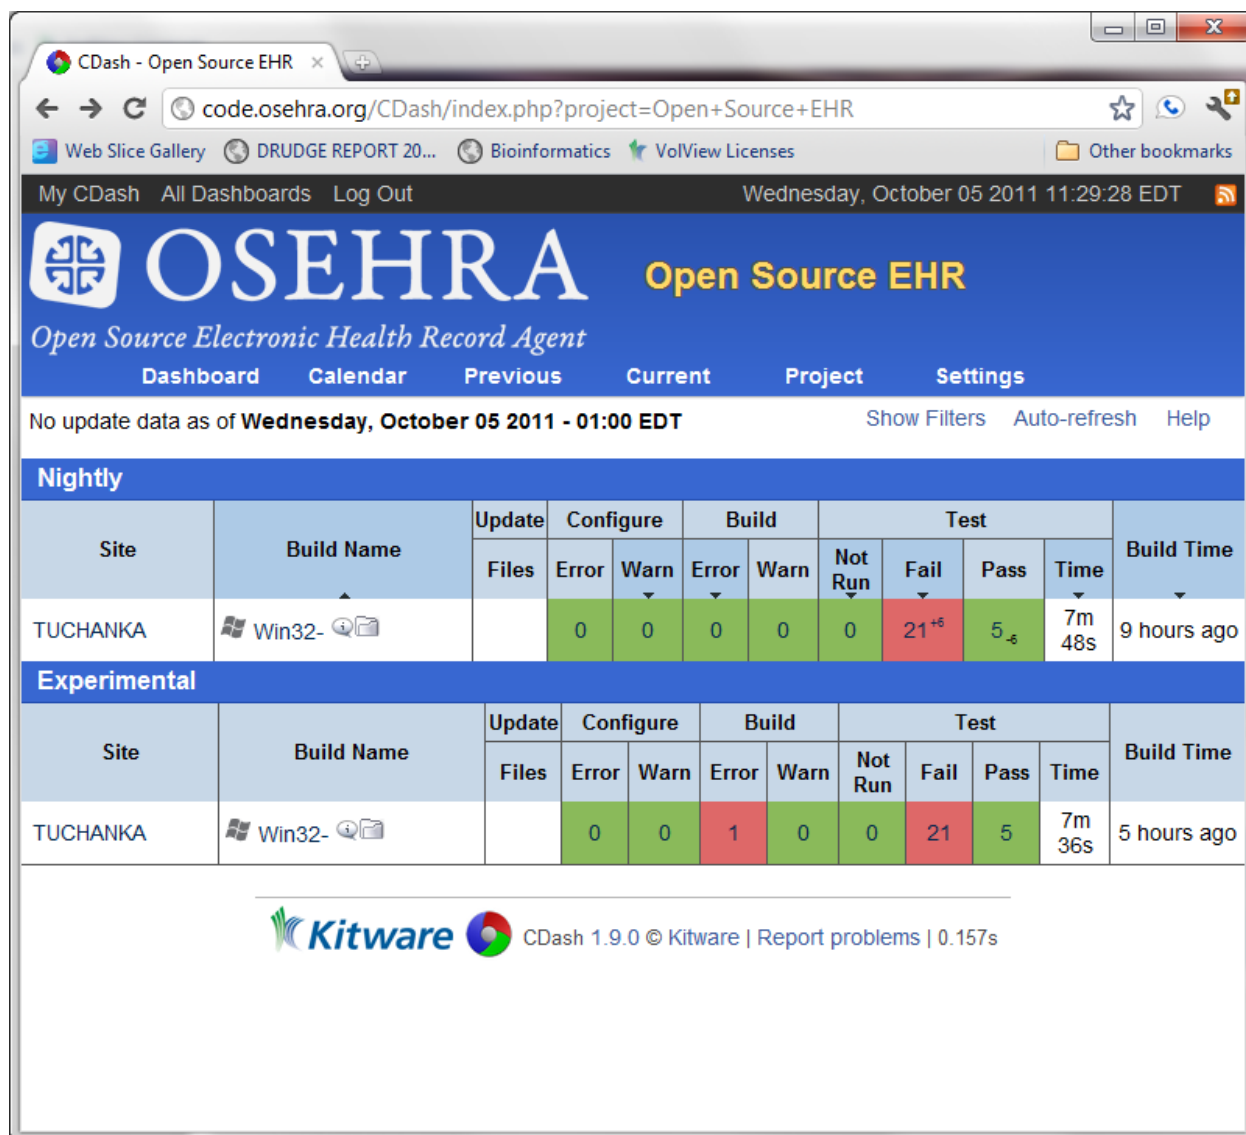 CDash - Open Source EHR
code.osehra.org/CDash/index.php?project=Open+Source+EHR
Web Slice Gallery DRUDGE REPORT 20... Bioinformatics VolView Licenses Other bookmarks
My CDash All Dashboards Log Out Wednesday, October 05 2011 11:29:28 EDT
OSEHRA Open Source EHR
Open Source Electronic Health Record Agent
Dashboard Calendar Previous Current Project Settings
No update data as of Wednesday, October 05 2011 - 01:00 EDT Show Filters Auto-refresh Help
Nightly
Site Build Name Update Configure Build Test Build Time
Files Error Warn Error Warn Not Run Fail Pass Time
TUCHANKA Win32- 0 0 0 0 0 21+6 5-6 7m 48s 9 hours ago
Experimental
Site Build Name Update Configure Build Test Build Time
Files Error Warn Error Warn Not Run Fail Pass Time
TUCHANKA Win32- 0 0 1 0 0 21 5 7m 36s 5 hours ago
Kitware CDash 1.9.0 © Kitware | Report problems | 0.157s